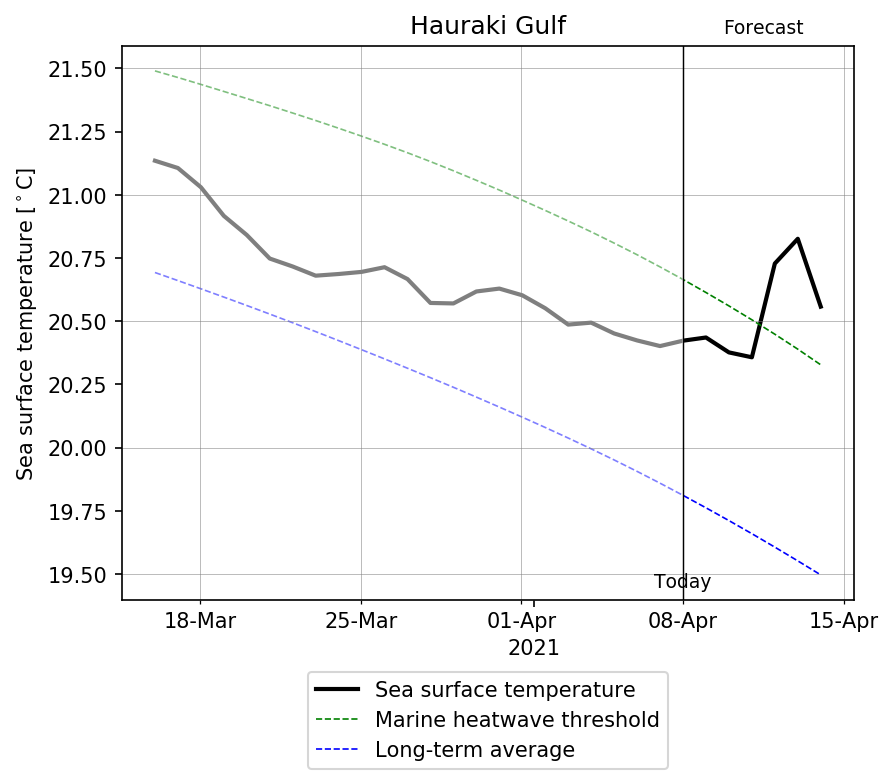 Hauraki Gulf
Forecast
Sea surface temperature [°C]
21.50
21.25
21.00
20.75
20.50
20.25
20.00
19.75
19.50
Today
18-Mar 25-Mar 01-Apr 08-Apr 15-Apr
2021
Sea surface temperature
Marine heatwave threshold
Long-term average